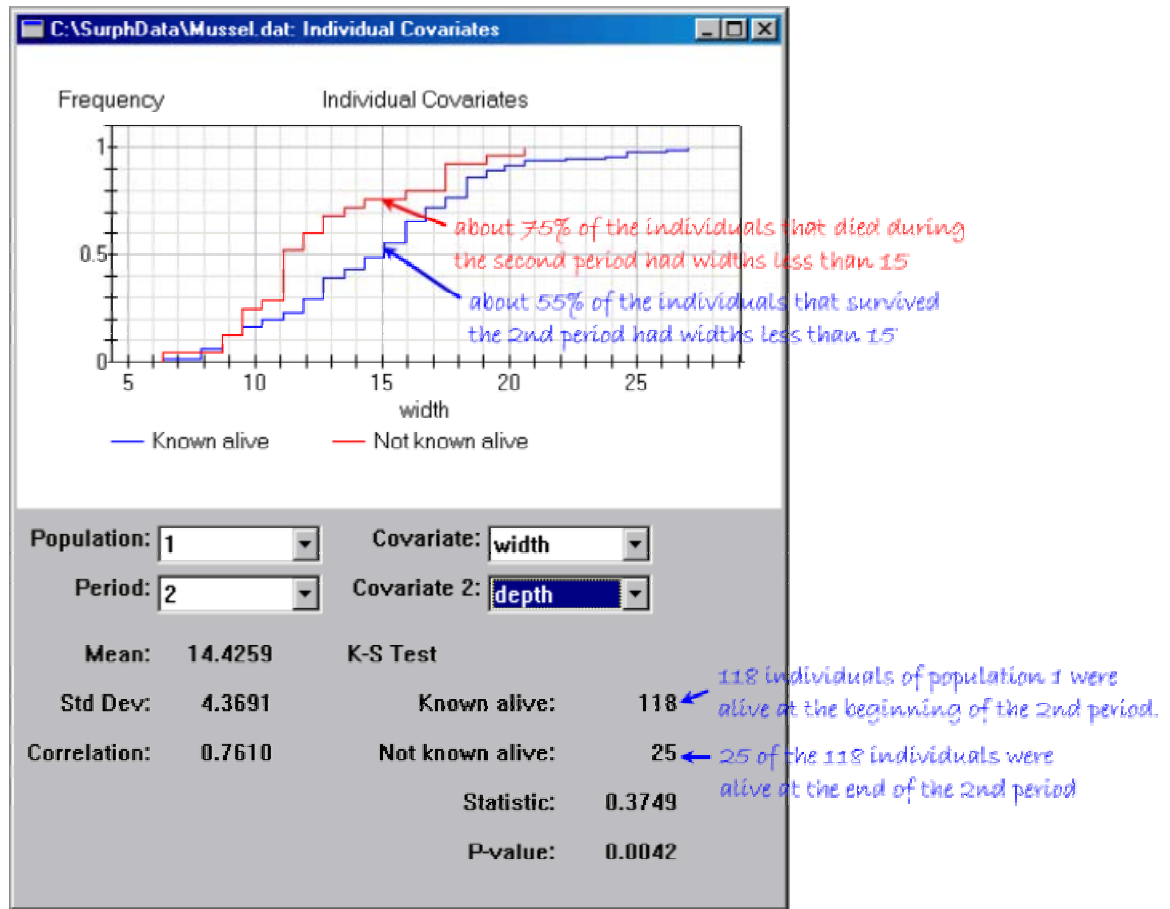 C:\SurphData\Mussel.dat: Individual Covariates
Frequency
Individual Covariates
1
0.5
0
5 10 15 20 25
width
Known alive Not known alive
about 75% of the individuals that died during
the second period had widths less than 15
about 55% of the individuals that survived
the 2nd period had widths less than 15
Population: 1 Covariate: width
Period: 2 Covariate 2: depth
Mean: 14.4259 K-S Test
Std Dev: 4.3691 Known alive: 118
Correlation: 0.7610 Not known alive: 25
Statistic: 0.3749
P-value: 0.0042
118 individuals of population 1 were
alive at the beginning of the 2nd period.
25 of the 118 individuals were
alive at the end of the 2nd period